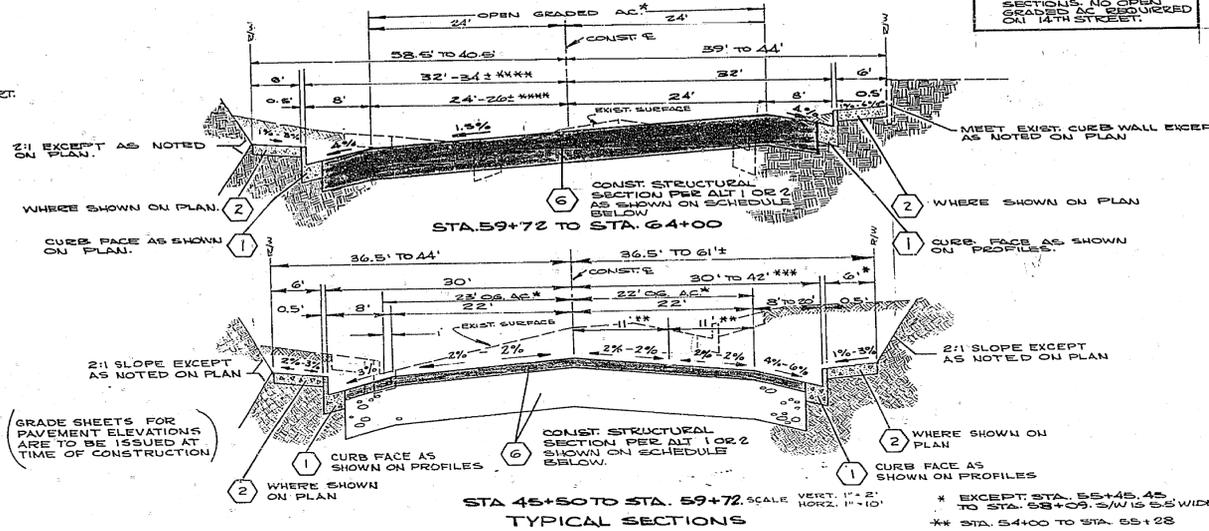 SECTIONS. NO OPEN
GRADED AC REQUIRRED
ON 14TH STREET.
OPEN GRADED AC.*
24' 24'
CONST. ℄
R/W
R/W
58.5' TO 40.5' 39' TO 44'
32'-34± **** 32' 6'
0.5' 8' 24'-26± **** 24' 8' 0.5'
EXIST. SURFACE
1.5%
4%
2:1 EXCEPT AS NOTED
ON PLAN.
MEET EXIST. CURB WALL EXCEP
AS NOTED ON PLAN
WHERE SHOWN ON PLAN. 2
6 CONST. STRUCTURAL
SECTION PER ALT 1 OR 2
AS SHOWN ON SCHEDULE
BELOW
2 WHERE SHOWN ON PLAN
STA. 59+72 TO STA. 64+00
CURB FACE AS SHOWN
ON PLAN. 1
1 CURB FACE AS SHOWN
ON PROFILES.
R/W
36.5' TO 44' 36.5' TO 61'±
CONST. ℄
6' 30' 30' TO 42' *** 6'*
23' O.G. AC* 22' O.G. AC*
0.5' 8' 22' 22' 8' TO 20' 0.5'
EXIST. SURFACE
11'** 11'**
2%-3% 3% 2%-2% 2%-2% 2%-2% 4%-6% 1%-3%
2:1 SLOPE EXCEPT
AS NOTED ON PLAN
2:1 SLOPE EXCEPT
AS NOTED ON PLAN
(GRADE SHEETS FOR
PAVEMENT ELEVATIONS
ARE TO BE ISSUED AT
TIME OF CONSTRUCTION)
1 CURB FACE AS
SHOWN ON PROFILES
6 CONST. STRUCTURAL
SECTION PER ALT 1 OR 2
SHOWN ON SCHEDULE
BELOW.
2 WHERE SHOWN ON
PLAN
1 CURB FACE AS
SHOWN ON PROFILES
2 WHERE SHOWN
ON PLAN
STA 45+50 TO STA. 59+72. SCALE VERT. 1"=2'
HORZ. 1"=10'
TYPICAL SECTIONS
* EXCEPT. STA. 55+45.45
TO STA. 58+09. S/W IS 5.5 WIDE
** STA. 54+00 TO STA 55+28